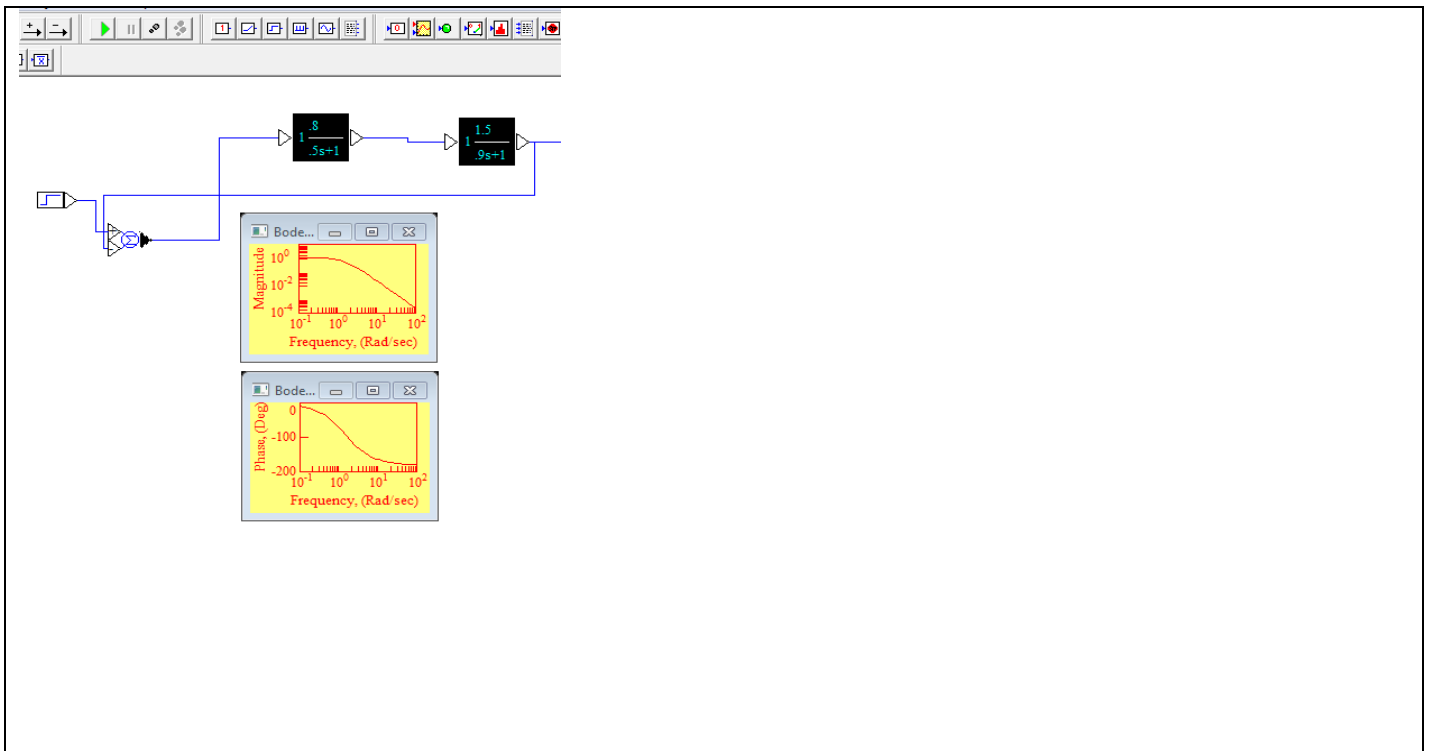 1 .8
.5s+1
1 1.5
.9s+1
Bode...
Magnitude
10^0
10^-2
10^-4
10^-1 10^0 10^1 10^2
Frequency, (Rad/sec)
Bode...
Phase, (Deg)
0
-100
-200
10^-1 10^0 10^1 10^2
Frequency, (Rad/sec)